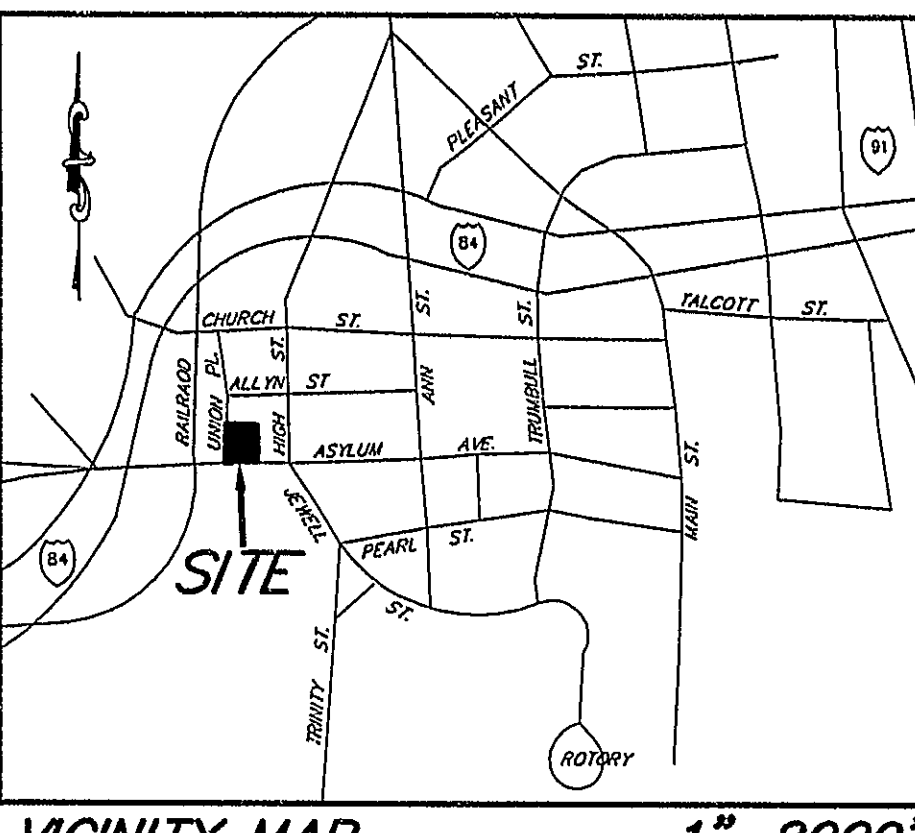 ST.
PLEASANT
91
84
TALCOTT ST.
CHURCH ST.
ST.
ST.
ST.
RAILRAOD
UNION PL.
ALLYN ST
ANN
TRUMBULL
HIGH
ASYLUM AVE.
ST.
MAIN
JEWELL
PEARL ST.
84
SITE
ST.
TRINITY ST.
ROTORY
VICINITY MAP